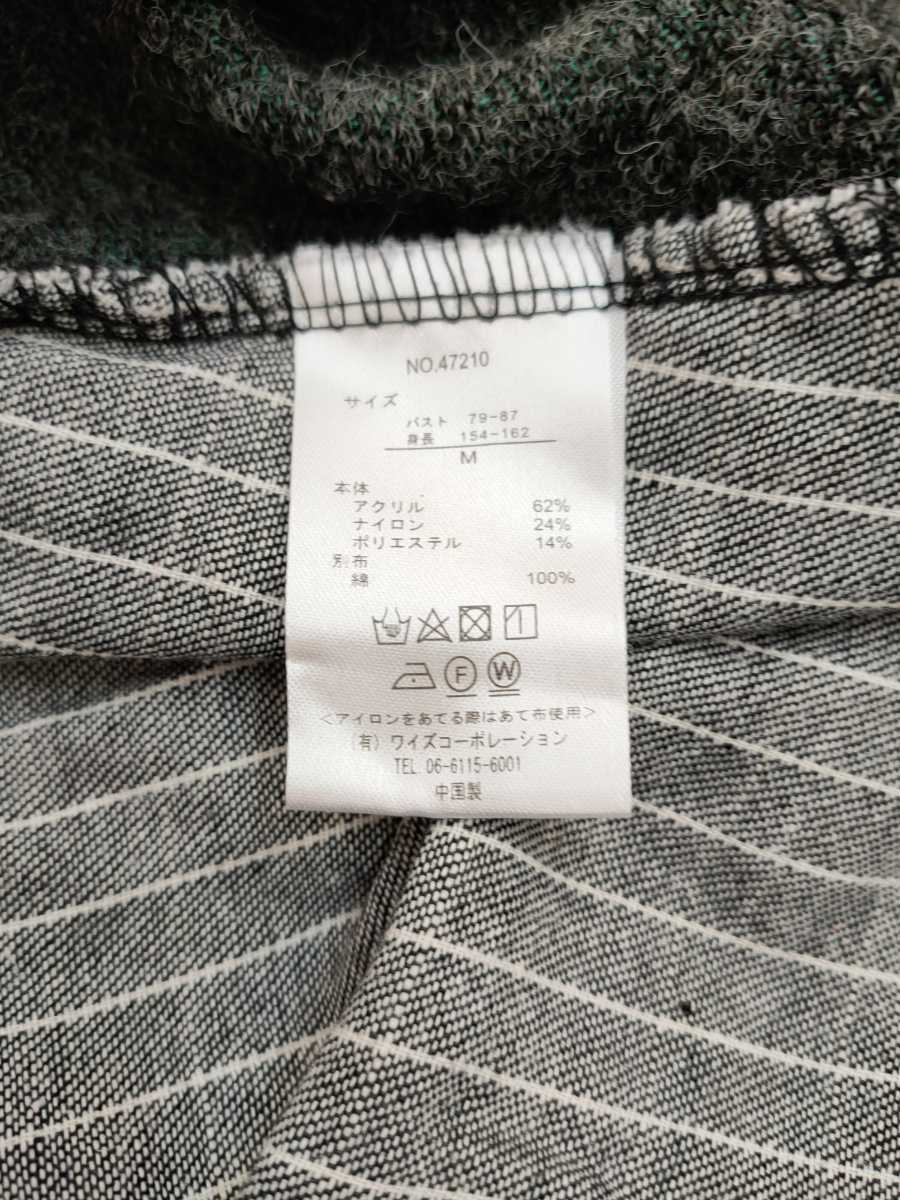 NO.47210
サイズ
バスト 79-87
身長 154-162
M
本体
アクリル 62%
ナイロン 24%
ポリエステル 14%
別布
綿 100%
F W
<アイロンをあてる際はあて布使用>
(有)ワイズコーポレーション
TEL. 06-6115-6001
中国製